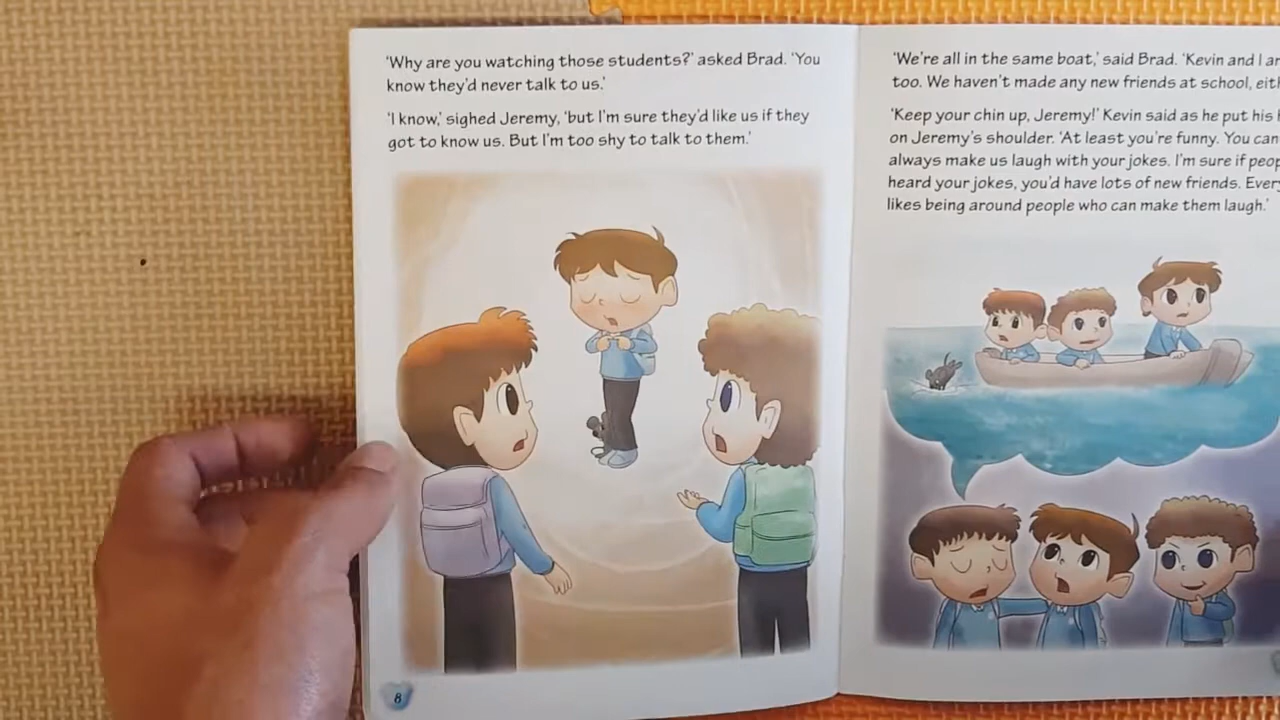 'Why are you watching those students?' asked Brad. 'You
know they'd never talk to us.'
'I know,' sighed Jeremy, 'but I'm sure they'd like us if they
got to know us. But I'm too shy to talk to them.'
8
'We're all in the same boat,' said Brad. 'Kevin and I
too. We haven't made any new friends at school,
'Keep your chin up, Jeremy!' Kevin said as he put his
on Jeremy's shoulder. 'At least you're funny. You can
always make us laugh with your jokes. I'm sure if
heard your jokes, you'd have lots of new friends.
likes being around people who can make them laugh.'